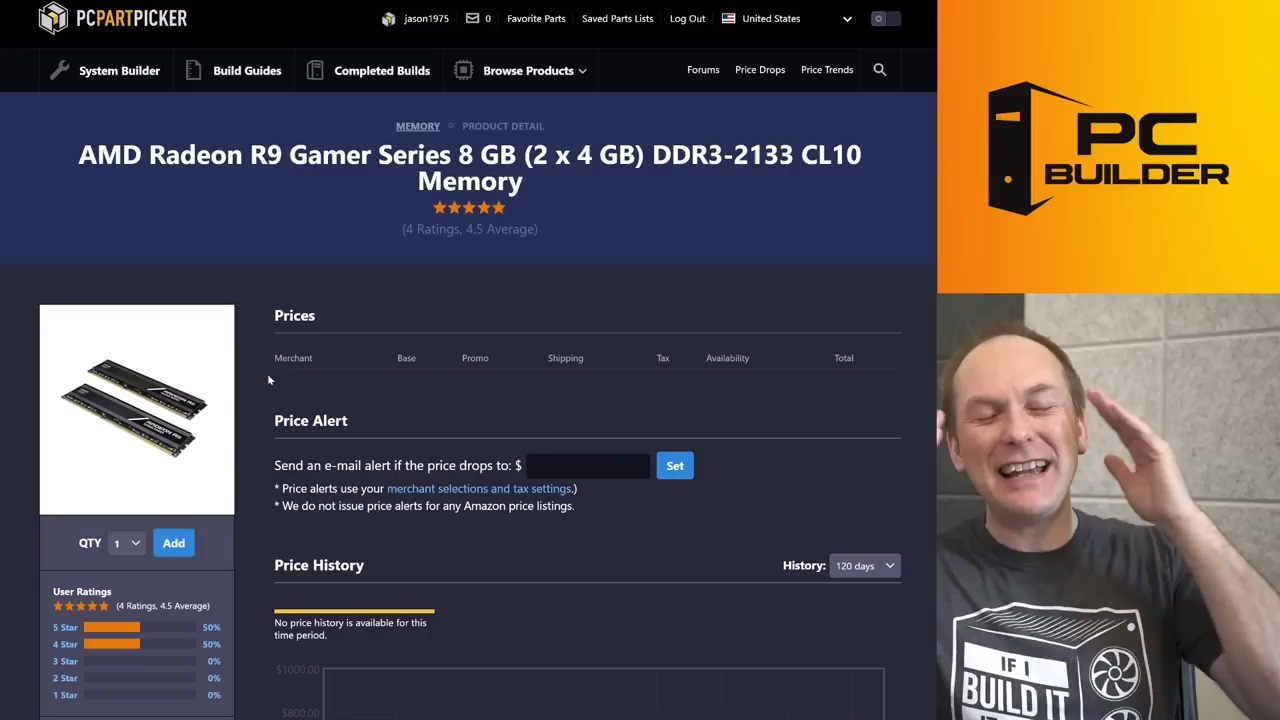 PCPARTPICKER
jason1975
0
Favorite Parts
Saved Parts Lists
Log Out
United States
System Builder
Build Guides
Completed Builds
Browse Products
Forums
Price Drops
Price Trends
MEMORY
PRODUCT DETAIL
AMD Radeon R9 Gamer Series 8 GB (2 x 4 GB) DDR3-2133 CL10
Memory
(4 Ratings, 4.5 Average)
PC
BUILDER
Prices
Merchant
Base
Promo
Shipping
Tax
Availability
Total
Price Alert
Send an e-mail alert if the price drops to: $
Set
* Price alerts use your merchant selections and tax settings.)
* We do not issue price alerts for any Amazon price listings.
QTY
1
Add
Price History
History:
120 days
No price history is available for this
time period.
$1000.00
$800.00
User Ratings
(4 Ratings, 4.5 Average)
5 Star
50%
4 Star
50%
3 Star
0%
2 Star
0%
1 Star
0%
IF I
BUILD IT